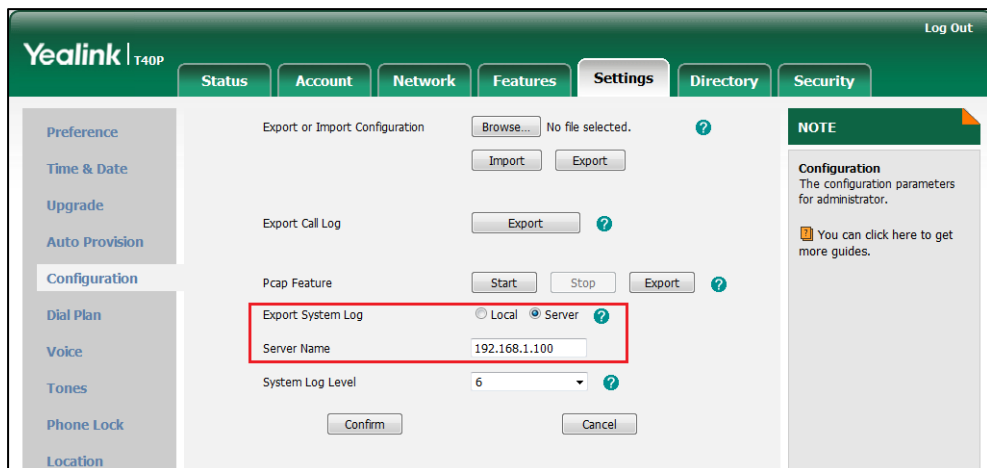 Log Out
Yealink | T40P
Status Account Network Features Settings Directory Security
Preference
Time & Date
Upgrade
Auto Provision
Configuration
Dial Plan
Voice
Tones
Phone Lock
Location
Export or Import Configuration Browse... No file selected. ?
Import Export
Export Call Log Export ?
Pcap Feature Start Stop Export ?
Export System Log Local Server ?
Server Name 192.168.1.100
System Log Level 6 ?
Confirm Cancel
NOTE
Configuration
The configuration parameters
for administrator.
? You can click here to get
more guides.